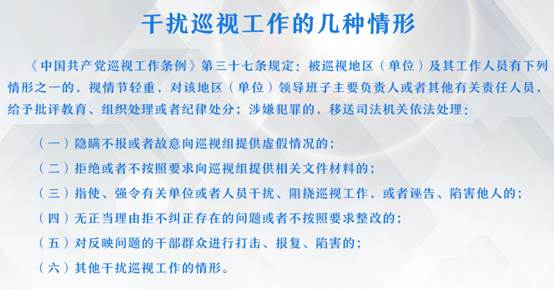 干扰巡视工作的几种情形
《中国共产党巡视工作条例》第三十七条规定：被巡视地区（单位）及其工作人员有下列
情形之一的，视情节轻重，对该地区（单位）领导班子主要负责人或者其他有关责任人员，
给予批评教育、组织处理或者纪律处分；涉嫌犯罪的，移送司法机关依法处理：
（一）隐瞒不报或者故意向巡视组提供虚假情况的；
（二）拒绝或者不按照要求向巡视组提供相关文件材料的；
（三）指使、强令有关单位或者人员干扰、阻挠巡视工作，或者诬告、陷害他人的；
（四）无正当理由拒不纠正存在的问题或者不按照要求整改的；
（五）对反映问题的干部群众进行打击、报复、陷害的；
（六）其他干扰巡视工作的情形。